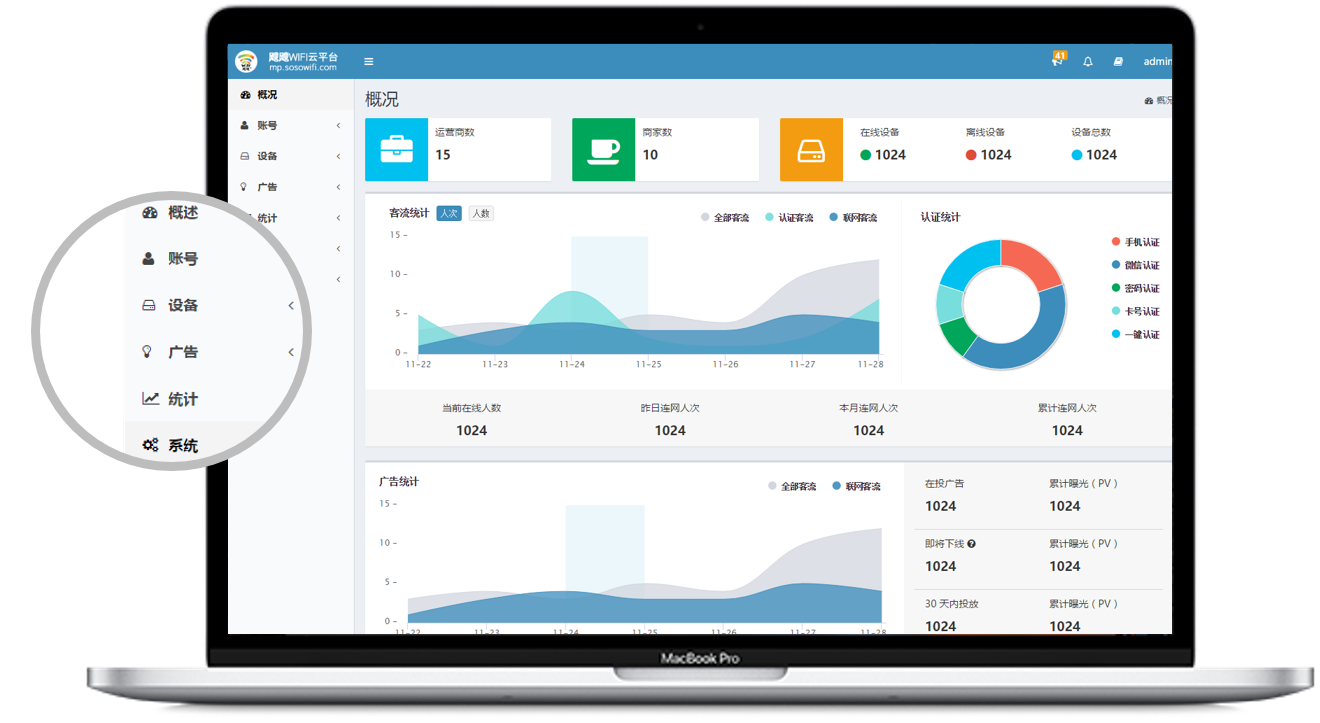 飕飕WIFI云平台
mp.sosowifi.com
41
admin
概况
账号
设备
广告
统计
概述
账号
设备
广告
统计
系统
概况
概况
运营商数
15
商家数
10
在线设备
1024
离线设备
1024
设备总数
1024
客流统计 人次 人数
全部客流 认证客流 联网客流
15
10
5
0
11-22 11-23 11-24 11-25 11-26 11-27 11-28
认证统计
手机认证
微信认证
密码认证
卡号认证
一键认证
当前在线人数
1024
昨日连网人次
1024
本月连网人次
1024
累计连网人次
1024
广告统计
全部客流 联网客流
15
10
5
0
11-22 11-23 11-24 11-25 11-26 11-27 11-28
在投广告
1024
累计曝光（PV）
1024
即将下线
1024
累计曝光（PV）
1024
30 天内投放
1024
累计曝光（PV）
1024
MacBook Pro